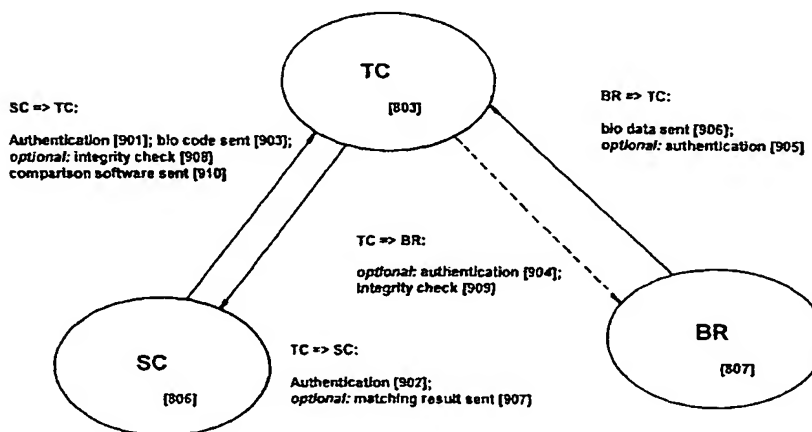 TC
[803]
SC => TC:
Authentication [901]; bio code sent [903];
optional: integrity check [908]
comparison software sent [910]
BR => TC:
bio data sent [906];
optional: authentication [905]
TC => BR:
optional: authentication [904];
integrity check [909]
SC
[806]
TC => SC:
Authentication [902];
optional: matching result sent [907]
BR
[807]